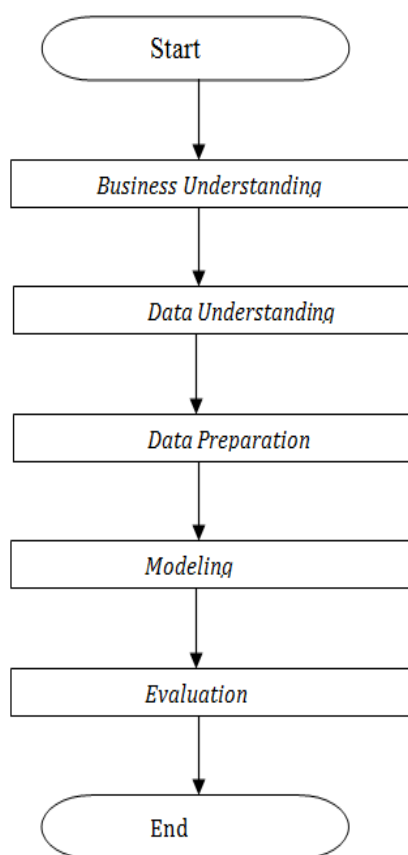 Start
Business Understanding
Data Understanding
Data Preparation
Modeling
Evaluation
End